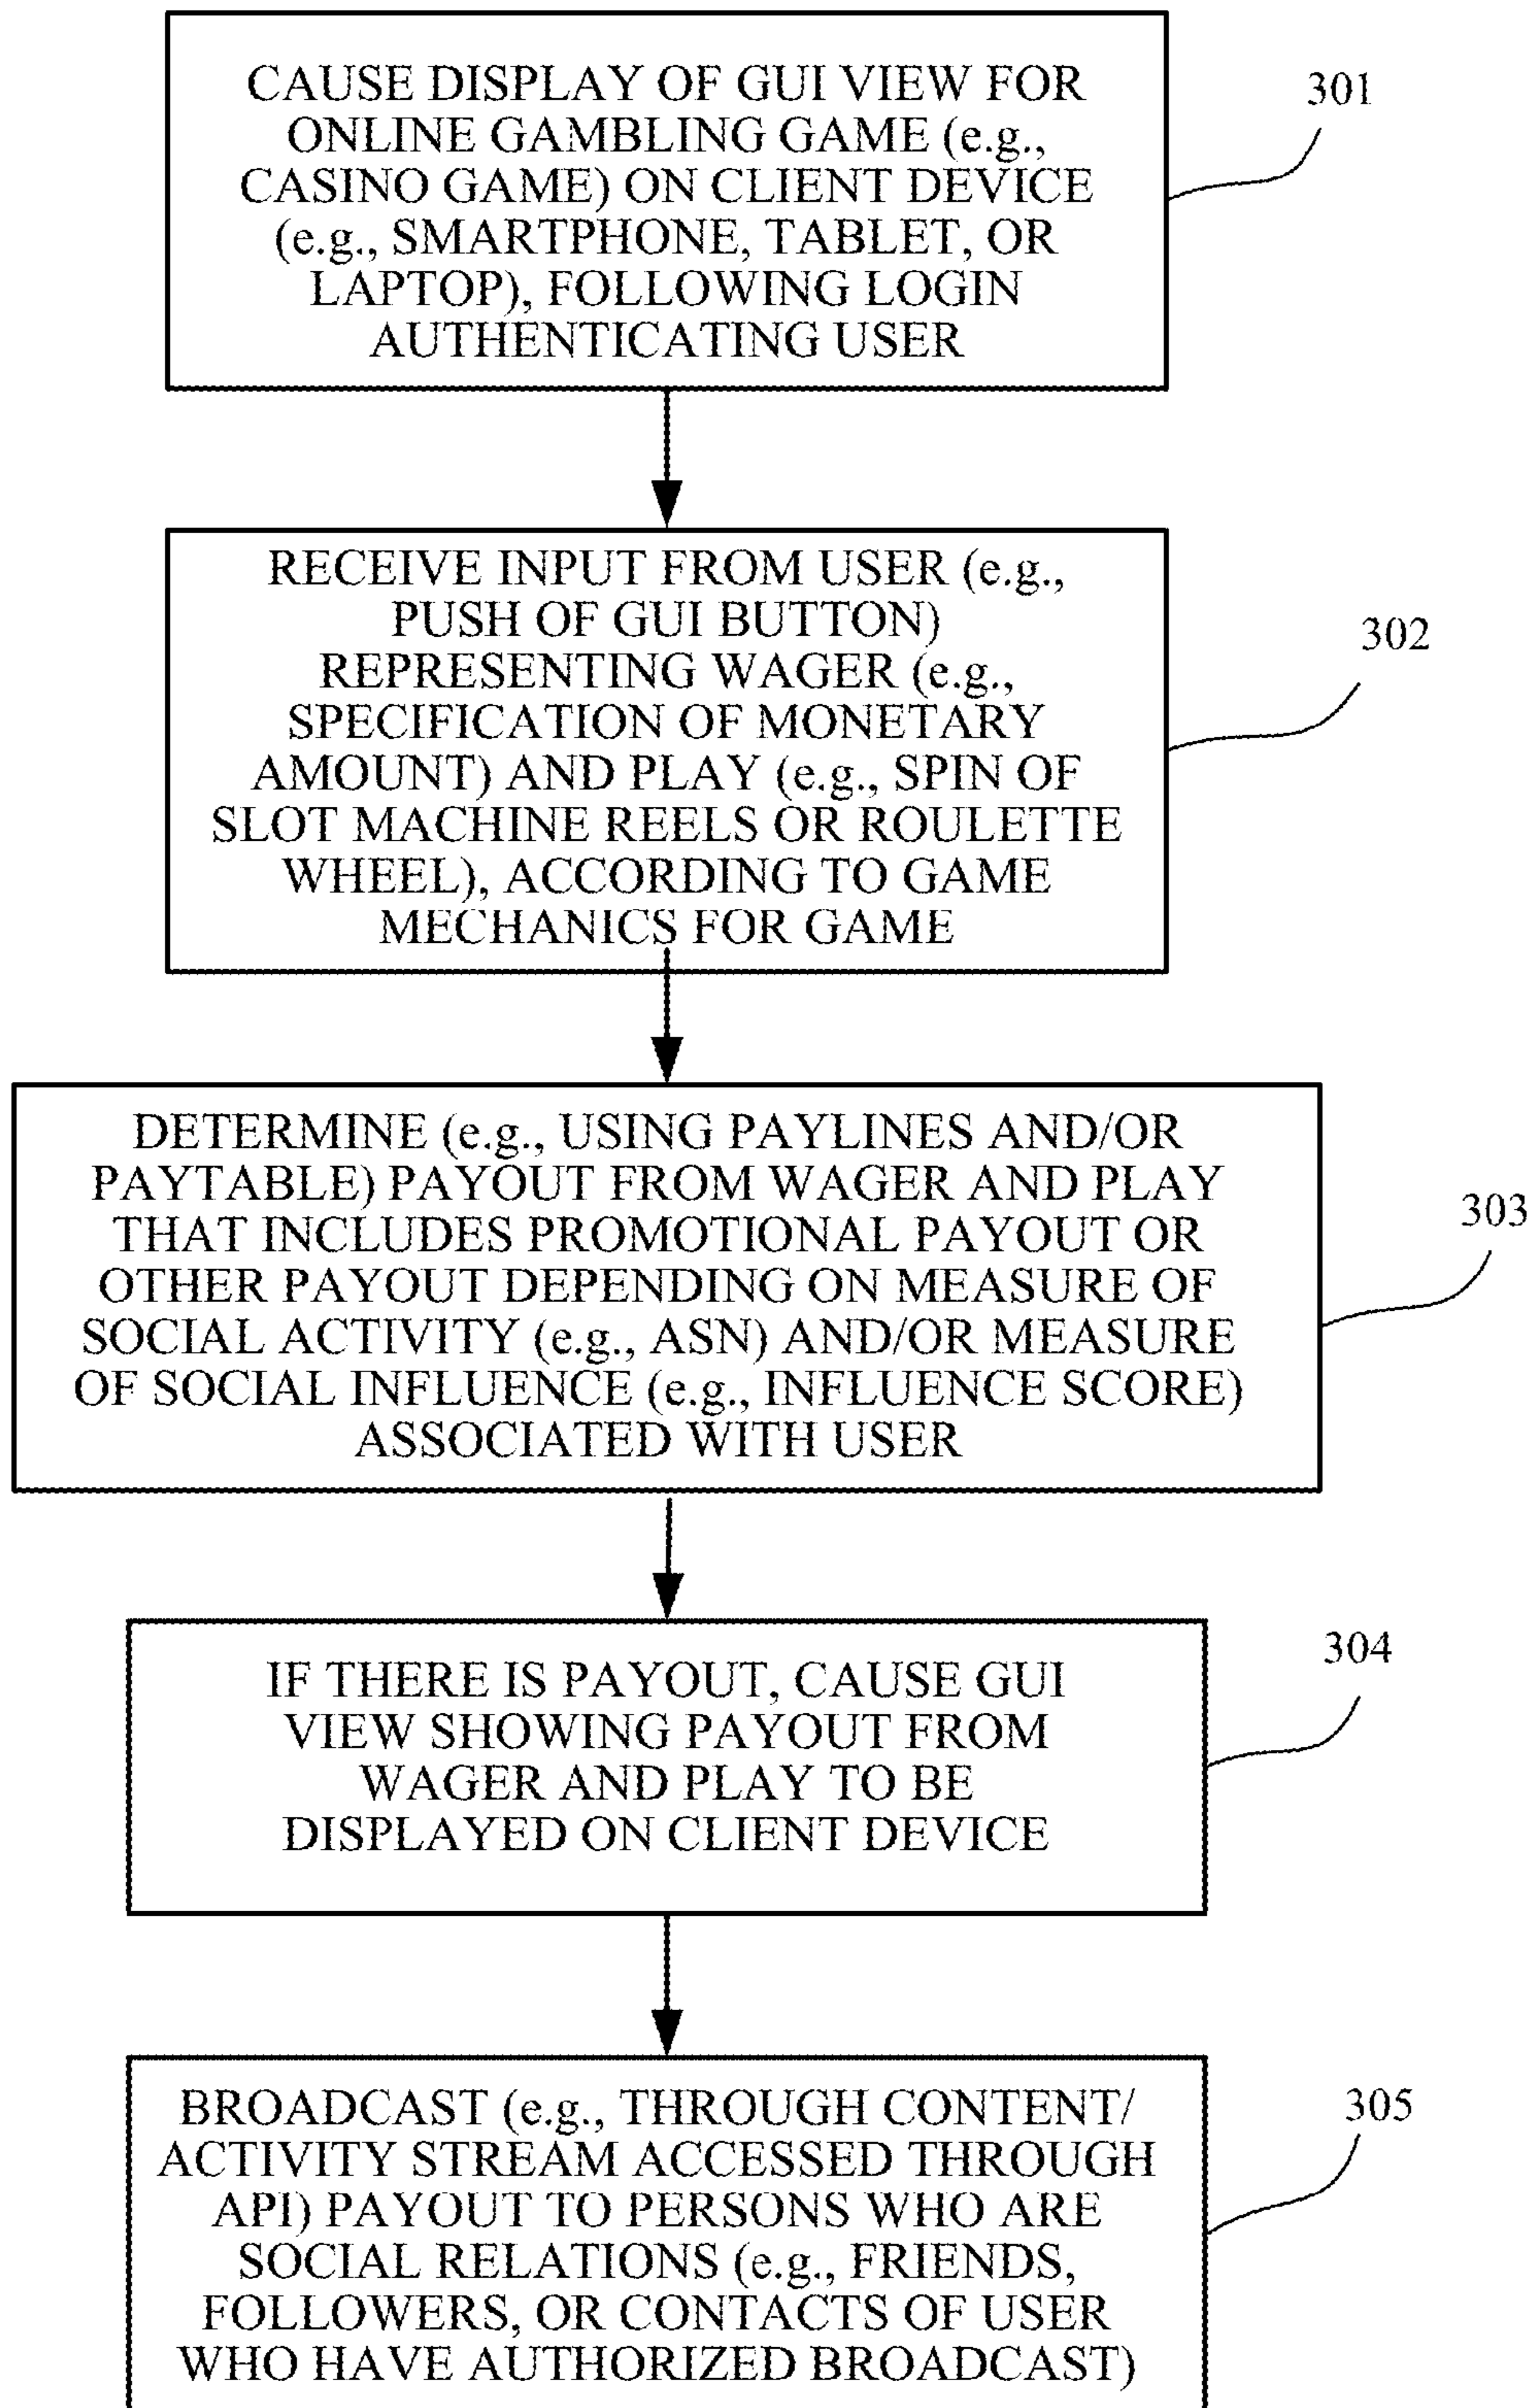 CAUSE DISPLAY OF GUI VIEW FOR
ONLINE GAMBLING GAME (e.g.,
CASINO GAME) ON CLIENT DEVICE
(e.g., SMARTPHONE, TABLET, OR
LAPTOP), FOLLOWING LOGIN
AUTHENTICATING USER
301
RECEIVE INPUT FROM USER (e.g.,
PUSH OF GUI BUTTON)
REPRESENTING WAGER (e.g.,
SPECIFICATION OF MONETARY
AMOUNT) AND PLAY (e.g., SPIN OF
SLOT MACHINE REELS OR ROULETTE
WHEEL), ACCORDING TO GAME
MECHANICS FOR GAME
302
DETERMINE (e.g., USING PAYLINES AND/OR
PAYTABLE) PAYOUT FROM WAGER AND PLAY
THAT INCLUDES PROMOTIONAL PAYOUT OR
OTHER PAYOUT DEPENDING ON MEASURE OF
SOCIAL ACTIVITY (e.g., ASN) AND/OR MEASURE
OF SOCIAL INFLUENCE (e.g., INFLUENCE SCORE)
ASSOCIATED WITH USER
303
IF THERE IS PAYOUT, CAUSE GUI
VIEW SHOWING PAYOUT FROM
WAGER AND PLAY TO BE
DISPLAYED ON CLIENT DEVICE
304
BROADCAST (e.g., THROUGH CONTENT/
ACTIVITY STREAM ACCESSED THROUGH
API) PAYOUT TO PERSONS WHO ARE
SOCIAL RELATIONS (e.g., FRIENDS,
FOLLOWERS, OR CONTACTS OF USER
WHO HAVE AUTHORIZED BROADCAST)
305